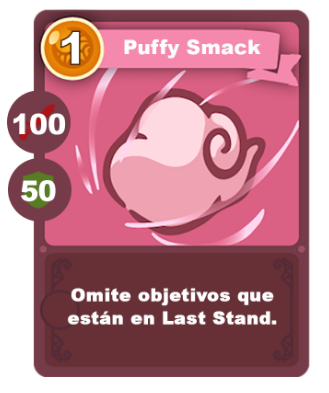 1
Puffy Smack
100
50
Omite objetivos que
están en Last Stand.